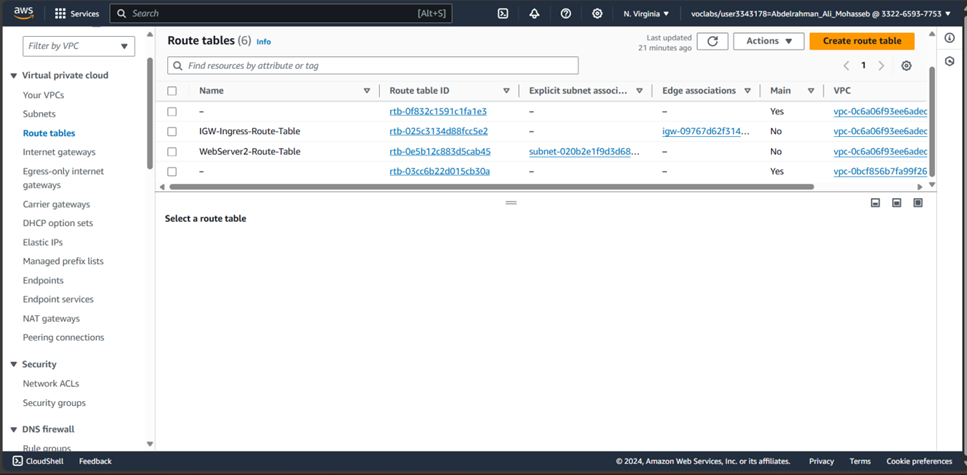 aws Services Search [Alt+S] N. Virginia voclabs/user3343178=Abdelrahman_Ali_Mohasseb @ 3322-6593-7753
Filter by VPC
Virtual private cloud
Your VPCs
Subnets
Route tables
Internet gateways
Egress-only internet
gateways
Carrier gateways
DHCP option sets
Elastic IPs
Managed prefix lists
Endpoints
Endpoint services
NAT gateways
Peering connections
Security
Network ACLs
Security groups
DNS firewall
Rule groups
Route tables (6) Info
Last updated
21 minutes ago
Actions
Create route table
Find resources by attribute or tag
1
Name Route table ID Explicit subnet associ... Edge associations Main VPC
– rtb-0f832c1591c1fa1e3 – – Yes vpc-0c6a06f93ee6adec
IGW-Ingress-Route-Table rtb-025c3134d88fcc5e2 – igw-09767d62f314... No vpc-0c6a06f93ee6adec
WebServer2-Route-Table rtb-0e5b12c883d5cab45 subnet-020b2e1f9d3d68... – No vpc-0c6a06f93ee6adec
– rtb-03cc6b22d015cb30a – – Yes vpc-0bcf856b7fa99f26
Select a route table
CloudShell Feedback © 2024, Amazon Web Services, Inc. or its affiliates. Privacy Terms Cookie preferences